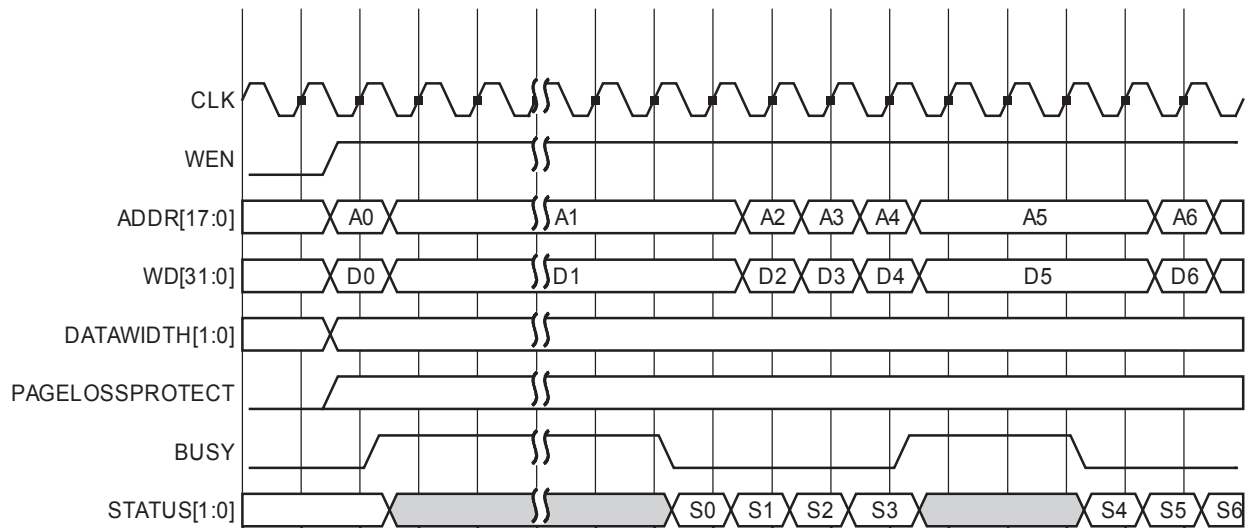 CLK
WEN
ADDR[17:0] A0 A1 A2 A3 A4 A5 A6
WD[31:0] D0 D1 D2 D3 D4 D5 D6
DATAWIDTH[1:0]
PAGELOSSPROTECT
BUSY
STATUS[1:0] S0 S1 S2 S3 S4 S5 S6